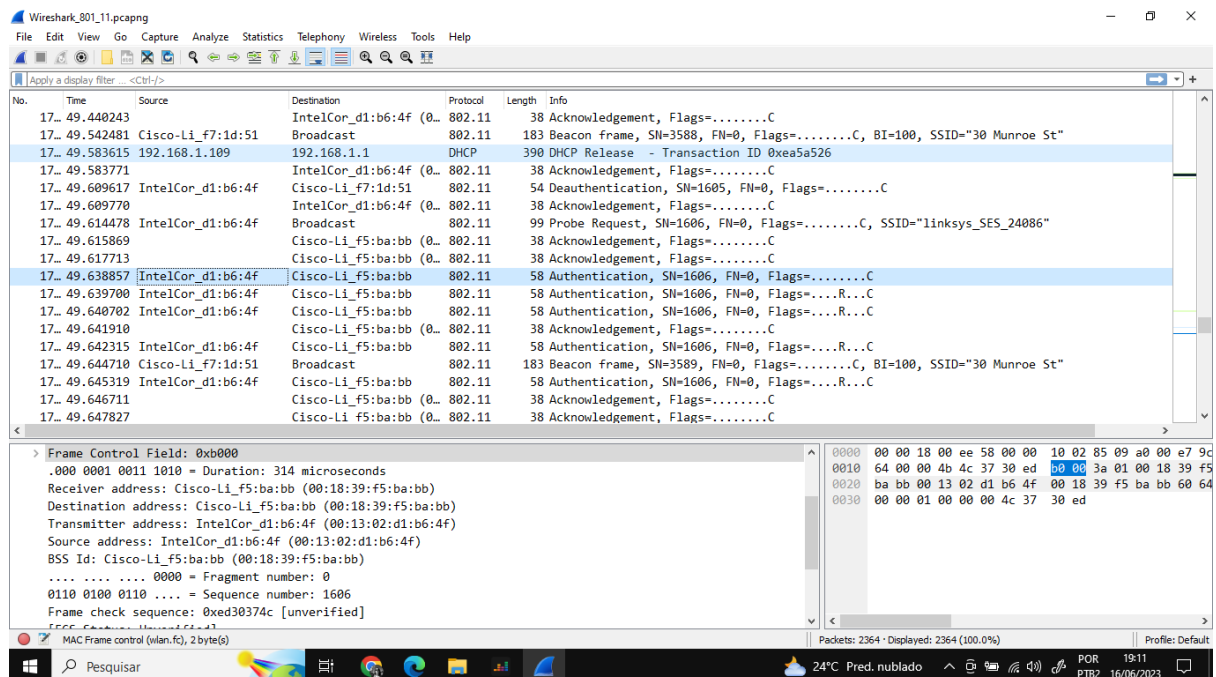 Wireshark_801_11.pcapng
File Edit View Go Capture Analyze Statistics Telephony Wireless Tools Help
Apply a display filter ... <Ctrl-/>
No. Time Source Destination Protocol Length Info
17… 49.440243 IntelCor_d1:b6:4f (0… 802.11 38 Acknowledgement, Flags=........C
17… 49.542481 Cisco-Li_f7:1d:51 Broadcast 802.11 183 Beacon frame, SN=3588, FN=0, Flags=........C, BI=100, SSID="30 Munroe St"
17… 49.583615 192.168.1.109 192.168.1.1 DHCP 390 DHCP Release - Transaction ID 0xea5a526
17… 49.583771 IntelCor_d1:b6:4f (0… 802.11 38 Acknowledgement, Flags=........C
17… 49.609617 IntelCor_d1:b6:4f Cisco-Li_f7:1d:51 802.11 54 Deauthentication, SN=1605, FN=0, Flags=........C
17… 49.609770 IntelCor_d1:b6:4f (0… 802.11 38 Acknowledgement, Flags=........C
17… 49.614478 IntelCor_d1:b6:4f Broadcast 802.11 99 Probe Request, SN=1606, FN=0, Flags=........C, SSID="linksys_SES_24086"
17… 49.615869 Cisco-Li_f5:ba:bb (0… 802.11 38 Acknowledgement, Flags=........C
17… 49.617713 Cisco-Li_f5:ba:bb (0… 802.11 38 Acknowledgement, Flags=........C
17… 49.638857 IntelCor_d1:b6:4f Cisco-Li_f5:ba:bb 802.11 58 Authentication, SN=1606, FN=0, Flags=........C
17… 49.639700 IntelCor_d1:b6:4f Cisco-Li_f5:ba:bb 802.11 58 Authentication, SN=1606, FN=0, Flags=....R...C
17… 49.640702 IntelCor_d1:b6:4f Cisco-Li_f5:ba:bb 802.11 58 Authentication, SN=1606, FN=0, Flags=....R...C
17… 49.641910 Cisco-Li_f5:ba:bb (0… 802.11 38 Acknowledgement, Flags=........C
17… 49.642315 IntelCor_d1:b6:4f Cisco-Li_f5:ba:bb 802.11 58 Authentication, SN=1606, FN=0, Flags=....R...C
17… 49.644710 Cisco-Li_f7:1d:51 Broadcast 802.11 183 Beacon frame, SN=3589, FN=0, Flags=........C, BI=100, SSID="30 Munroe St"
17… 49.645319 IntelCor_d1:b6:4f Cisco-Li_f5:ba:bb 802.11 58 Authentication, SN=1606, FN=0, Flags=....R...C
17… 49.646711 Cisco-Li_f5:ba:bb (0… 802.11 38 Acknowledgement, Flags=........C
17… 49.647827 Cisco-Li_f5:ba:bb (0… 802.11 38 Acknowledgement, Flags=........C
Frame Control Field: 0xb000
.000 0001 0011 1010 = Duration: 314 microseconds
Receiver address: Cisco-Li_f5:ba:bb (00:18:39:f5:ba:bb)
Destination address: Cisco-Li_f5:ba:bb (00:18:39:f5:ba:bb)
Transmitter address: IntelCor_d1:b6:4f (00:13:02:d1:b6:4f)
Source address: IntelCor_d1:b6:4f (00:13:02:d1:b6:4f)
BSS Id: Cisco-Li_f5:ba:bb (00:18:39:f5:ba:bb)
.... .... .... 0000 = Fragment number: 0
0110 0100 0110 .... = Sequence number: 1606
Frame check sequence: 0xed30374c [unverified]
[FCS Status: Unverified]
0000 00 00 18 00 ee 58 00 00 10 02 85 09 a0 00 e7 9c
0010 64 00 00 4b 4c 37 30 ed b0 00 3a 01 00 18 39 f5
0020 ba bb 00 13 02 d1 b6 4f 00 18 39 f5 ba bb 60 64
0030 00 00 01 00 00 00 4c 37 30 ed
MAC Frame control (wlan.fc), 2 byte(s)
Packets: 2364 · Displayed: 2364 (100.0%)
Profile: Default
Pesquisar
24°C Pred. nublado
POR
PTB2
19:11
16/06/2023